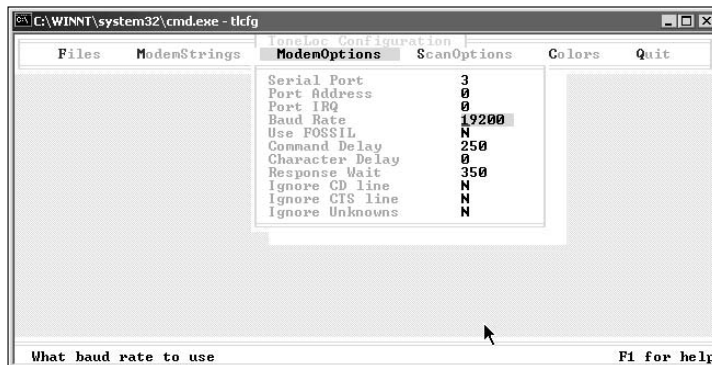 C:\WINNT\system32\cmd.exe - tlcfg
ToneLoc Configuration
Files ModemStrings ModemOptions ScanOptions Colors Quit
Serial Port 3
Port Address 0
Port IRQ 0
Baud Rate 19200
Use FOSSIL N
Command Delay 250
Character Delay 0
Response Wait 350
Ignore CD line N
Ignore CTS line N
Ignore Unknowns N
What baud rate to use F1 for help